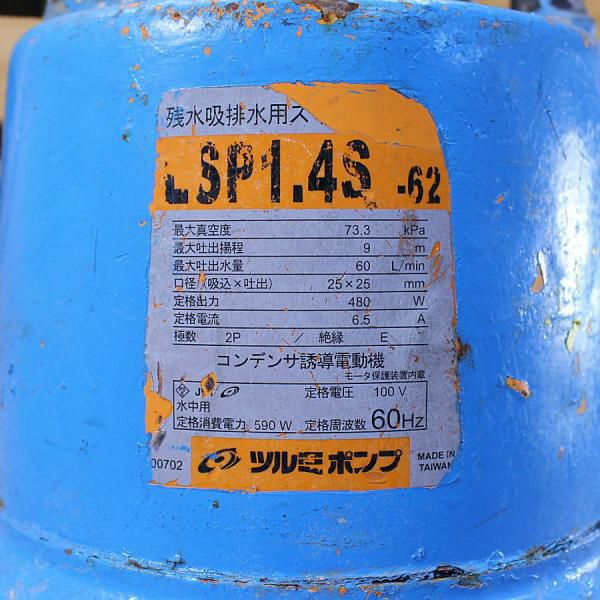 残水吸排水用ス
LSP1.4S -62
最大真空度 73.3 kPa
最大吐出揚程 9 m
最大吐出水量 60 L/min
口径(吸込×吐出) 25×25 mm
定格出力 480 W
定格電流 6.5 A
極数 2P / 絶縁 E
コンデンサ誘導電動機
モータ保護装置内蔵
定格電圧 100 V
水中用
定格消費電力 590 W 定格周波数 60Hz
00702 ツルミポンプ MADE IN
TAIWAN